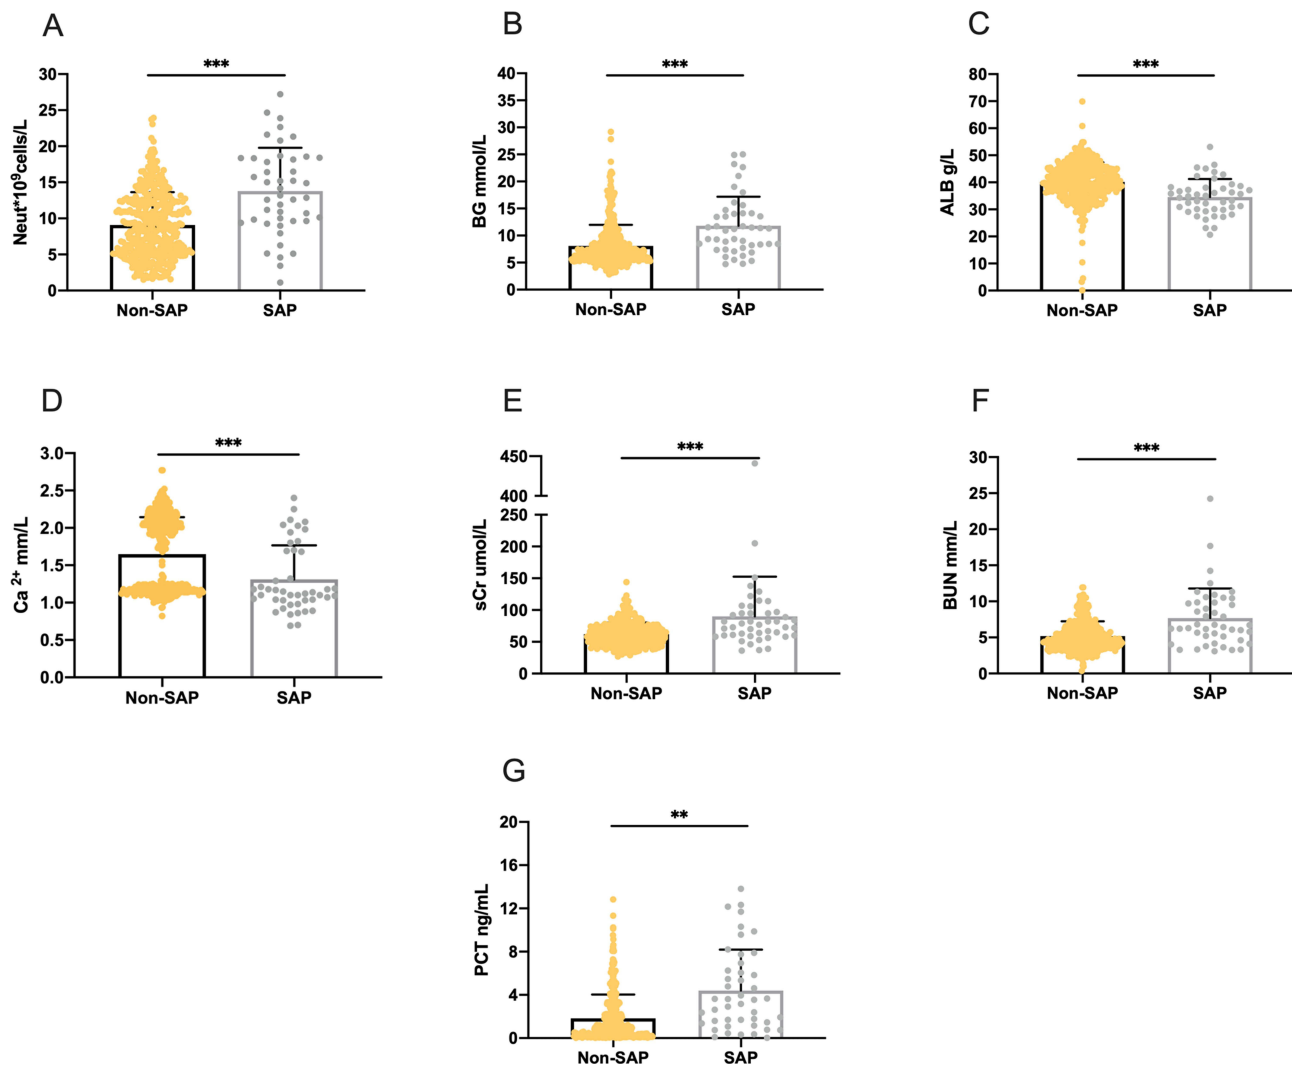 A
***
Neut*10⁹cells/L
30
25
20
15
10
5
0
Non-SAP
SAP
B
***
BG mmol/L
40
35
30
25
20
15
10
5
0
Non-SAP
SAP
C
***
ALB g/L
80
70
60
50
40
30
20
10
0
Non-SAP
SAP
D
***
Ca ²⁺ mm/L
3.0
2.5
2.0
1.5
1.0
0.5
0.0
Non-SAP
SAP
E
***
sCr umol/L
450
400
250
200
150
100
50
0
Non-SAP
SAP
F
***
BUN mm/L
30
25
20
15
10
5
0
Non-SAP
SAP
G
**
PCT ng/mL
20
16
12
8
4
0
Non-SAP
SAP